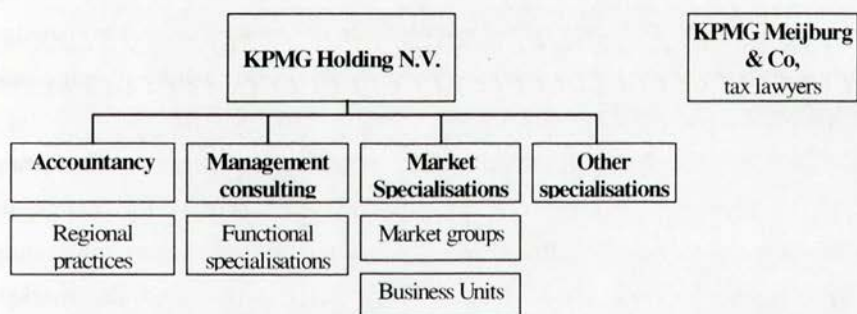 KPMG Holding N.V.
KPMG Meijburg
& Co,
tax lawyers
Accountancy
Management
consulting
Market
Specialisations
Other
specialisations
Regional
practices
Functional
specialisations
Market groups
Business Units